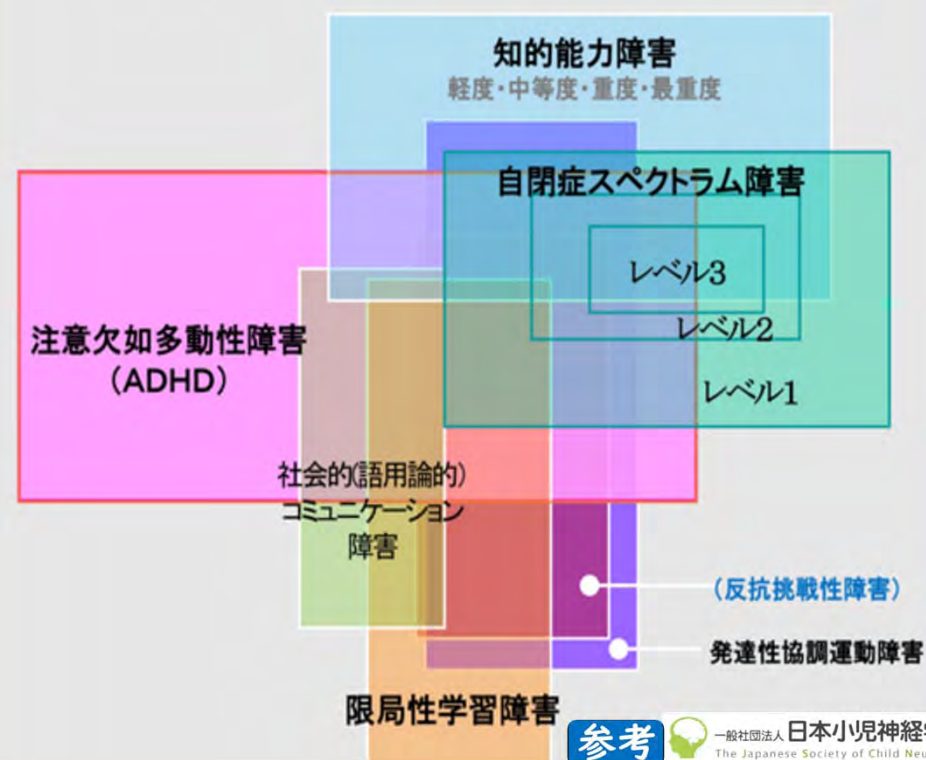 知的能力障害
軽度・中等度・重度・最重度
自閉症スペクトラム障害
レベル3
レベル2
レベル1
注意欠如多動性障害
（ADHD）
社会的(語用論的)
コミュニケーション
障害
（反抗挑戦性障害）
発達性協調運動障害
限局性学習障害
参考
一般社団法人 日本小児神経学
The Japanese Society of Child Neu